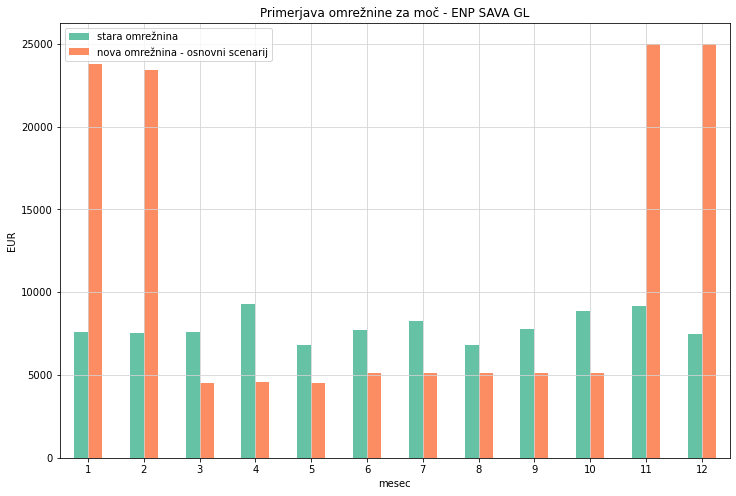 Primerjava omrežnine za moč - ENP SAVA GL
stara omrežnina
nova omrežnina - osnovni scenarij
25000
20000
15000
10000
5000
0
EUR
1 2 3 4 5 6 7 8 9 10 11 12
mesec